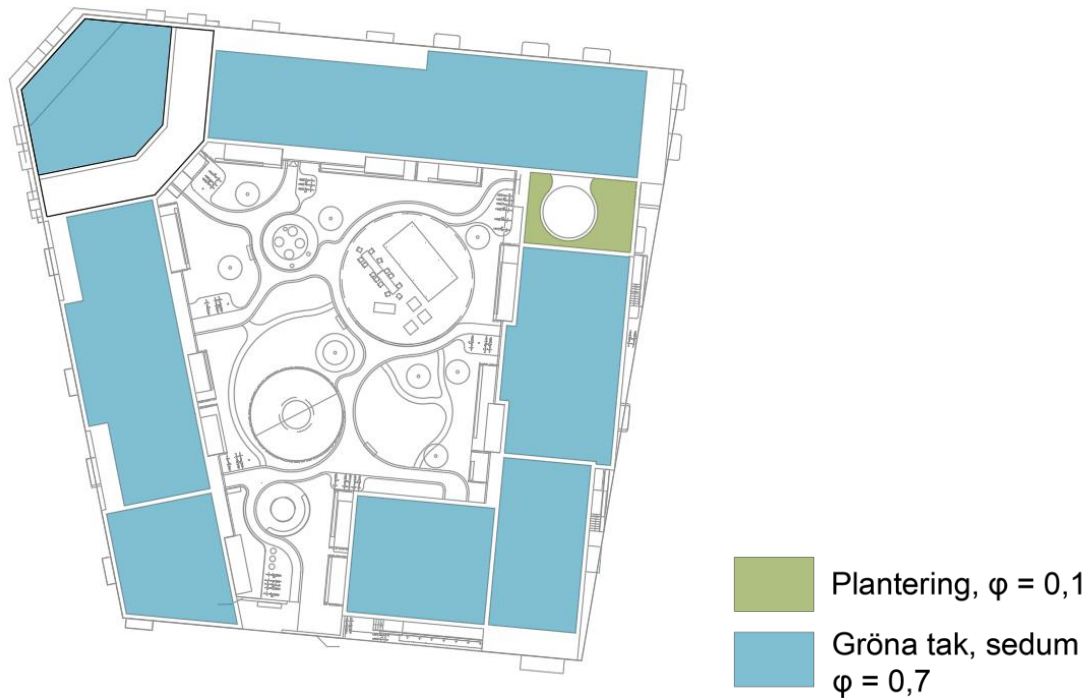 Plantering, φ = 0,1
Gröna tak, sedum
φ = 0,7